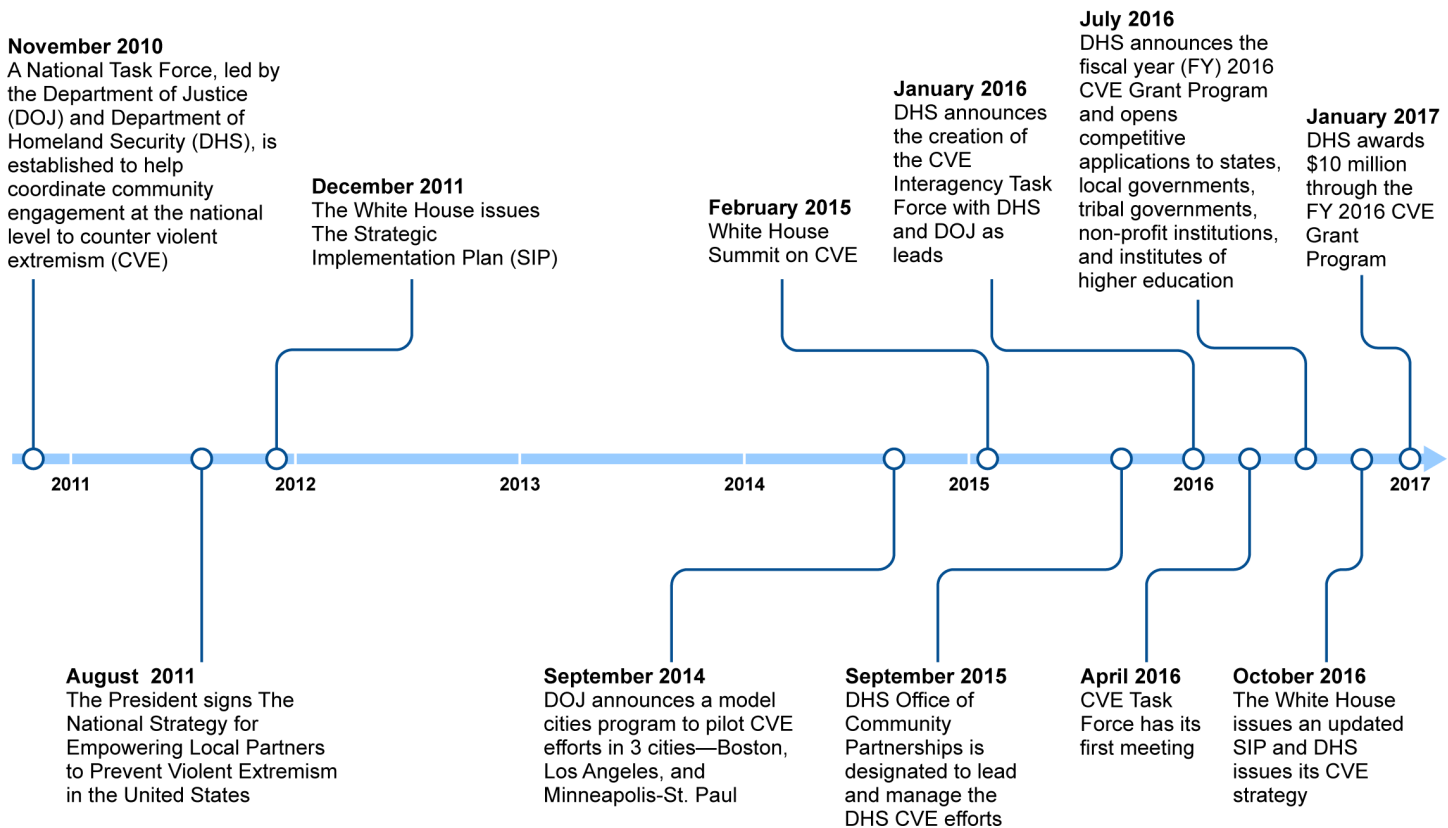 November 2010
A National Task Force, led by
the Department of Justice
(DOJ) and Department of
Homeland Security (DHS), is
established to help
coordinate community
engagement at the national
level to counter violent
extremism (CVE)
December 2011
The White House issues
The Strategic
Implementation Plan (SIP)
February 2015
White House
Summit on CVE
January 2016
DHS announces
the creation of
the CVE
Interagency Task
Force with DHS
and DOJ as
leads
July 2016
DHS announces the
fiscal year (FY) 2016
CVE Grant Program
and opens
competitive
applications to states,
local governments,
tribal governments,
non-profit institutions,
and institutes of
higher education
January 2017
DHS awards
$10 million
through the
FY 2016 CVE
Grant
Program
2011
2012
2013
2014
2015
2016
2017
August 2011
The President signs The
National Strategy for
Empowering Local Partners
to Prevent Violent Extremism
in the United States
September 2014
DOJ announces a model
cities program to pilot CVE
efforts in 3 cities—Boston,
Los Angeles, and
Minneapolis-St. Paul
September 2015
DHS Office of
Community
Partnerships is
designated to lead
and manage the
DHS CVE efforts
April 2016
CVE Task
Force has its
first meeting
October 2016
The White House
issues an updated
SIP and DHS
issues its CVE
strategy